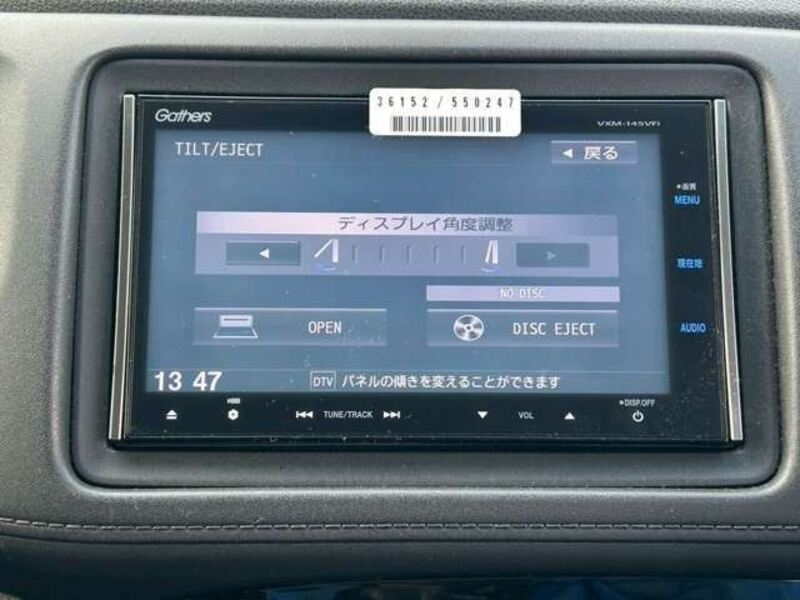 36152/550247
Gathers
VXM-145VFi
TILT/EJECT
◀ 戻る
●画質
MENU
ディスプレイ角度調整
現在地
NO DISC
OPEN
DISC EJECT
AUDIO
13 47
DTV パネルの傾きを変えることができます
TUNE/TRACK
VOL
●DISP.OFF